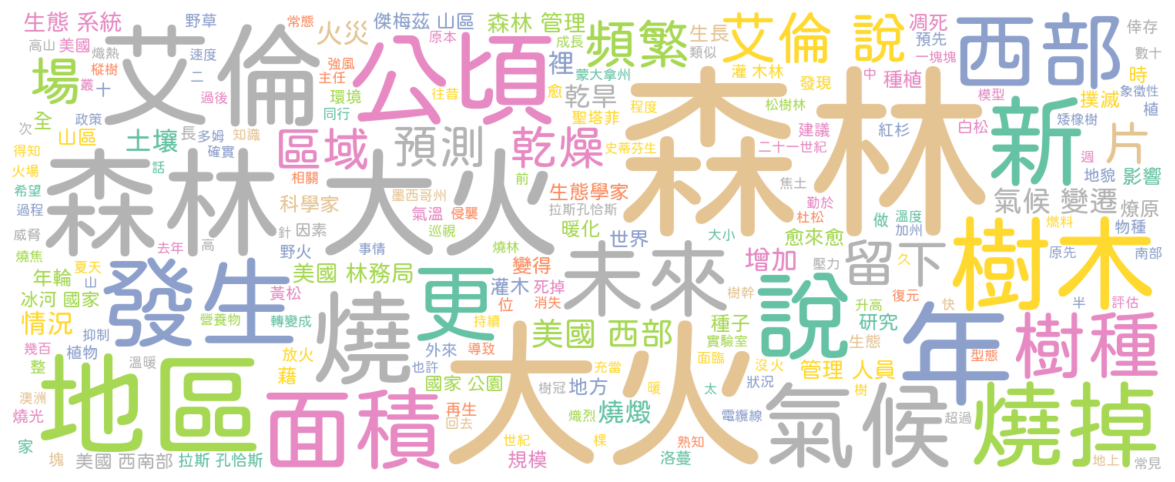 生態 系統
野草
常態
火災
傑梅茲 山區
森林 管理
頻繁
生長
艾倫 說
凋死
西部
倖存
高山
美國
熾熱
艾倫
公頃
原本
成長
類似
預先
數十
樅樹
速度
強風
裡
一塊塊
場
叢
二
主任
蒙大拿州
灌 木林
發現
中
種植
時
象徵性
十
過後
環境
往昔
愈
乾旱
森林
松樹林
模型
撲滅
植
同行
程度
聖塔菲
新
矮橡樹
全
政策
次
山區
土壤
長
多姆
知識
區域
預測
乾燥
建議
紅杉
白松
片
確實
史蒂芬生
二十一世紀
得知
話
週
火場
相關
前
生態學家
焦土
杜松
地貌
影響
希望
森林 大火
科學家
墨西哥州
拉斯孔恰斯
勤於
氣候 變遷
燎原
過程
氣溫
侵襲
暖化
做
溫度
燃料
物種
威脅
針
因素
巡視
燒林
世界
大小
愈來愈
加州
燒焦
去年
高
野火
事情
未來
增加
留下
久
樹木
原先
南部
年輪
夏天
山
發生
美國 林務局
更
變得
壓力
復元
半
評估
冰河 國家
黃松
燒
灌木
死掉
位
消失
樹幹
說
升高
快
情況
營養物
轉變成
持續
美國 西部
種子
研究
年
樹種
幾百
抑制
實驗室
生態
整
植物
溫暖
放火
外來
導致
面臨
沒火
管理 人員
型態
藉
也許
充當
暖
狀況
澳洲
地區
面積
國家 公園
樹冠
地方
太
樹
燒光
再生
大火
熾烈
燒燬
電纜線
氣候
超過
燒掉
回去
家
世紀
棵
熟知
塊
美國 西南部
拉斯 孔恰斯
規模
洛蔓
地上
常見